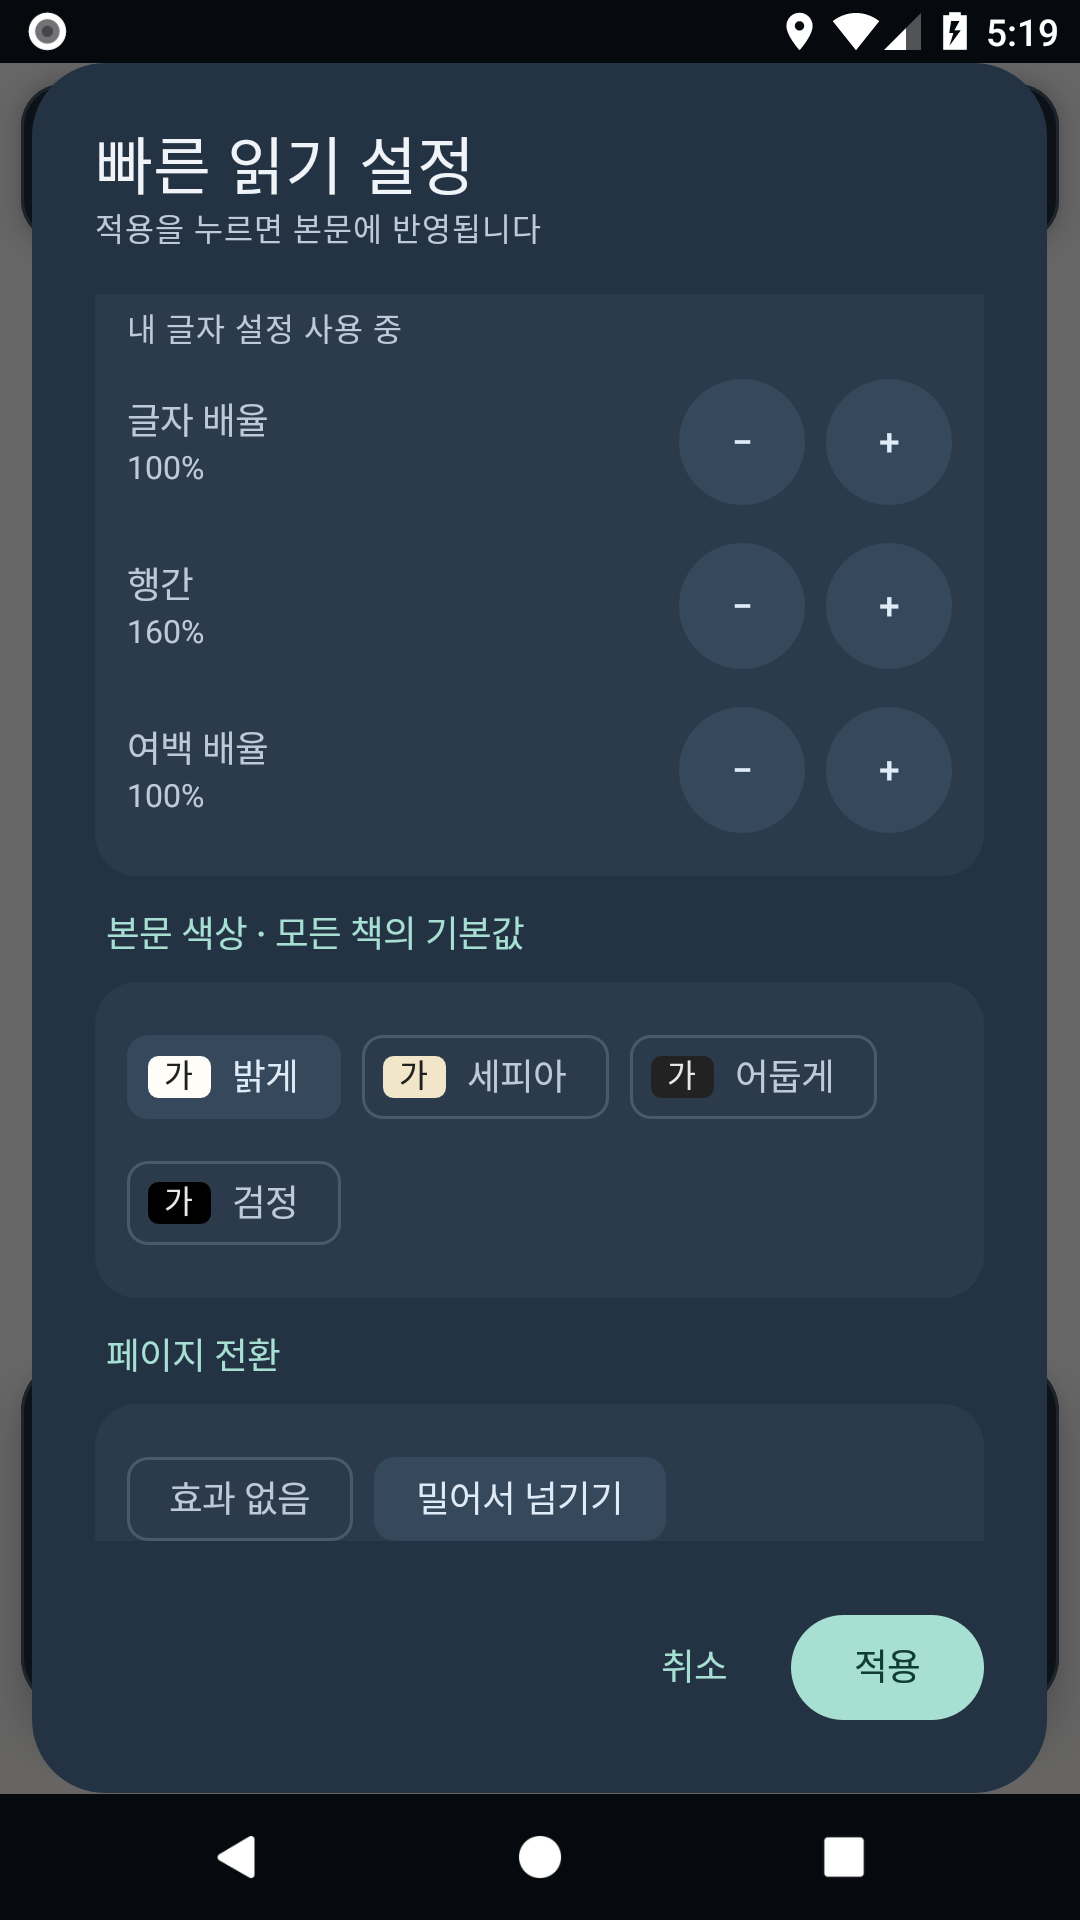 5:19
빠른 읽기 설정
적용을 누르면 본문에 반영됩니다
내 글자 설정 사용 중
글자 배율
100%
− +
행간
160%
− +
여백 배율
100%
− +
본문 색상 · 모든 책의 기본값
가 밝게 가 세피아 가 어둡게
가 검정
페이지 전환
효과 없음 밀어서 넘기기
취소 적용